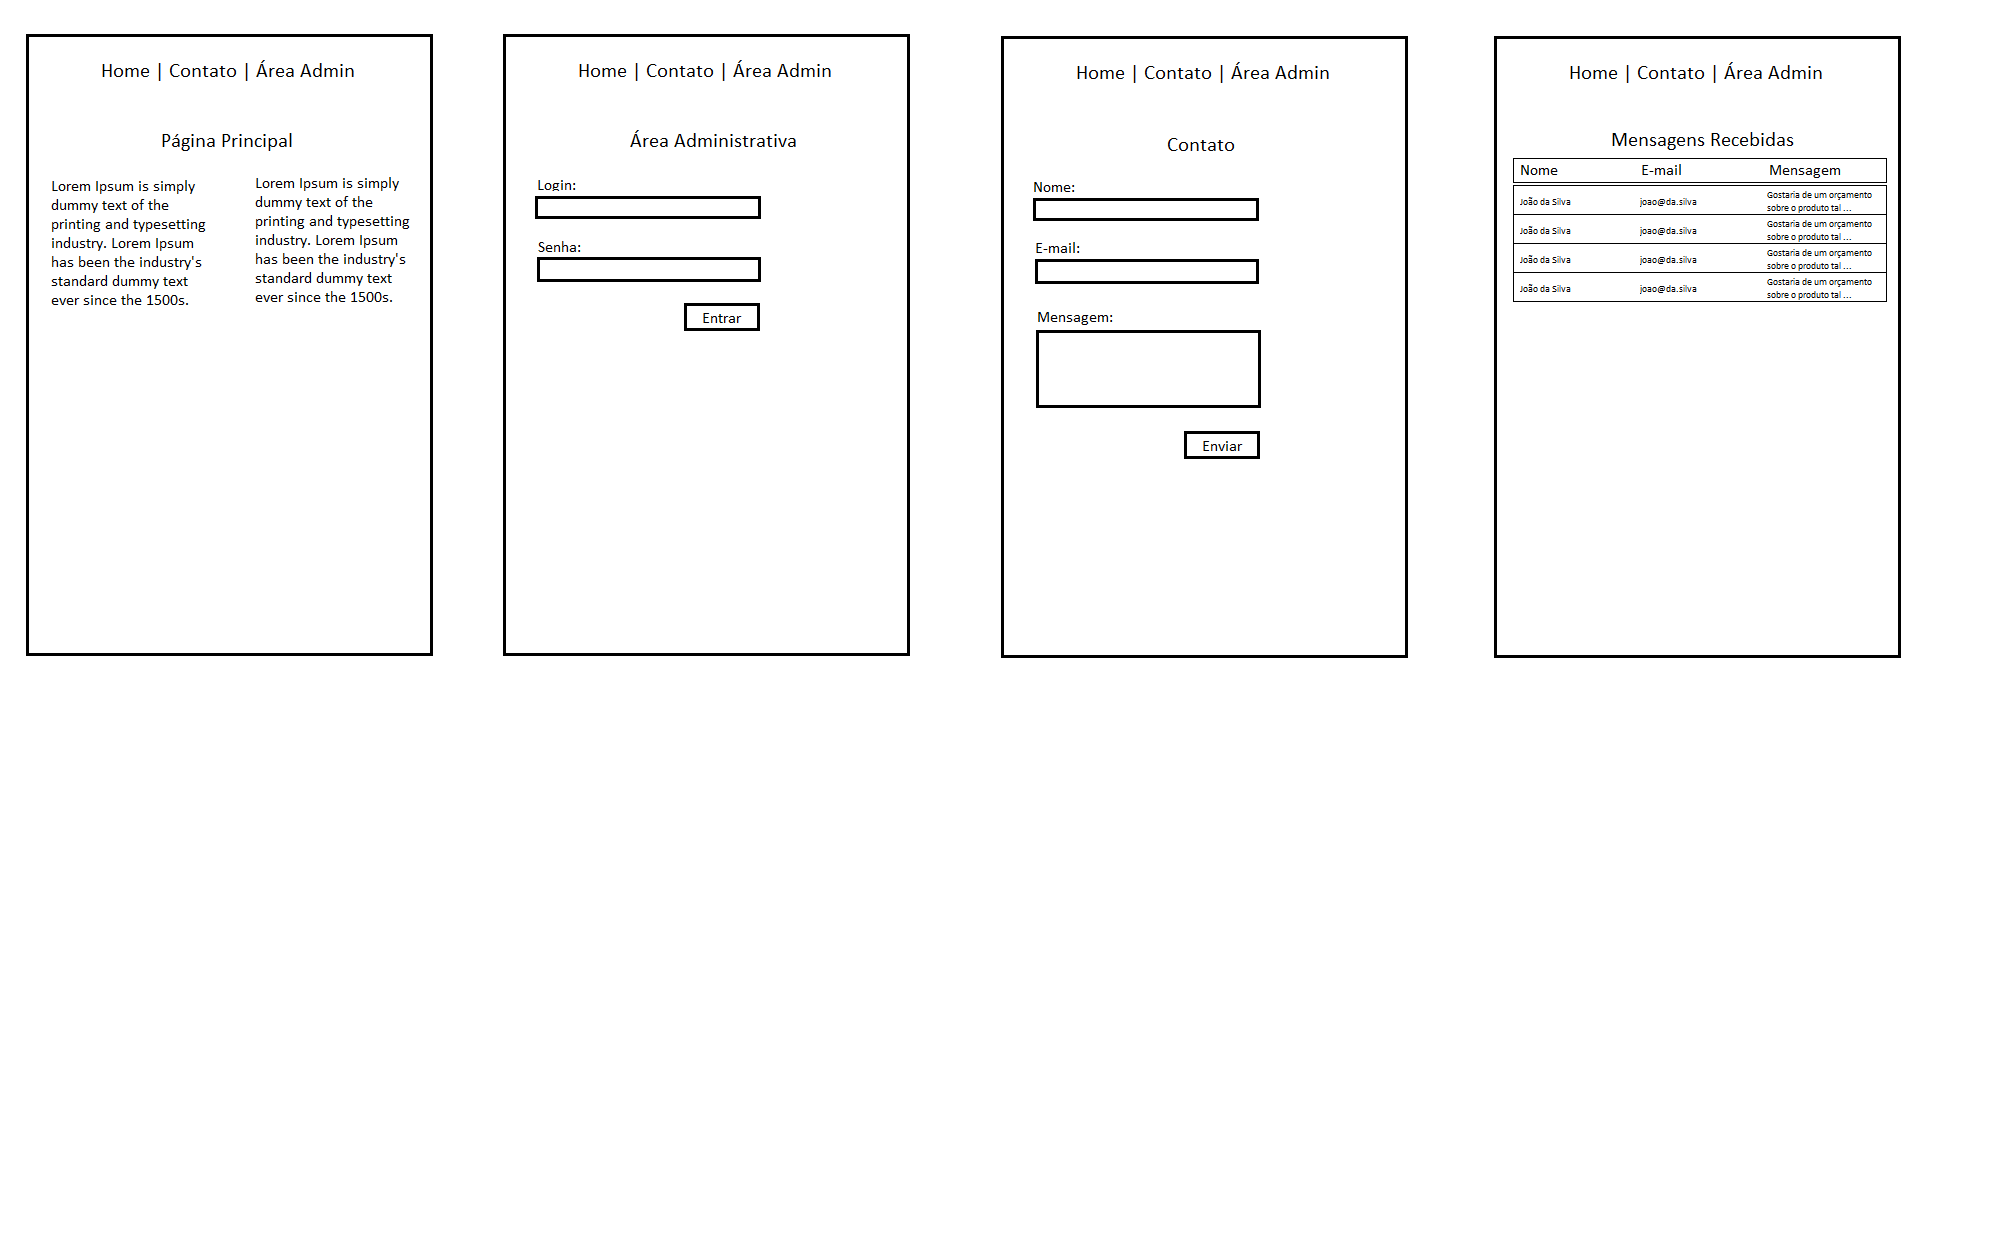 Home | Contato | Área Admin
Página Principal
Lorem Ipsum is simply
dummy text of the
printing and typesetting
industry. Lorem Ipsum
has been the industry's
standard dummy text
ever since the 1500s.
Lorem Ipsum is simply
dummy text of the
printing and typesetting
industry. Lorem Ipsum
has been the industry's
standard dummy text
ever since the 1500s.
Home | Contato | Área Admin
Área Administrativa
Login:
Senha:
Entrar
Home | Contato | Área Admin
Contato
Nome:
E-mail:
Mensagem:
Enviar
Home | Contato | Área Admin
Mensagens Recebidas
Nome E-mail Mensagem
João da Silva joao@da.silva Gostaria de um orçamento
sobre o produto tal ...
João da Silva joao@da.silva Gostaria de um orçamento
sobre o produto tal ...
João da Silva joao@da.silva Gostaria de um orçamento
sobre o produto tal ...
João da Silva joao@da.silva Gostaria de um orçamento
sobre o produto tal ...